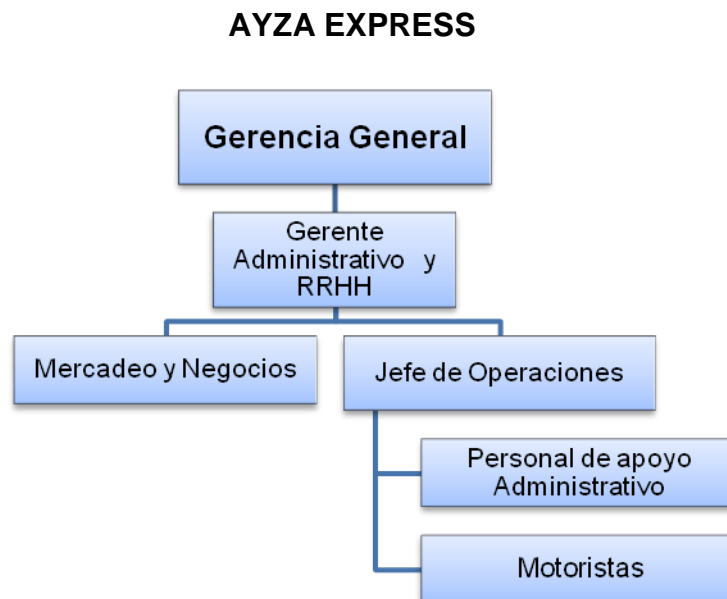 AYZA EXPRESS
Gerencia General
Gerente
Administrativo y
RRHH
Mercadeo y Negocios
Jefe de Operaciones
Personal de apoyo
Administrativo
Motoristas